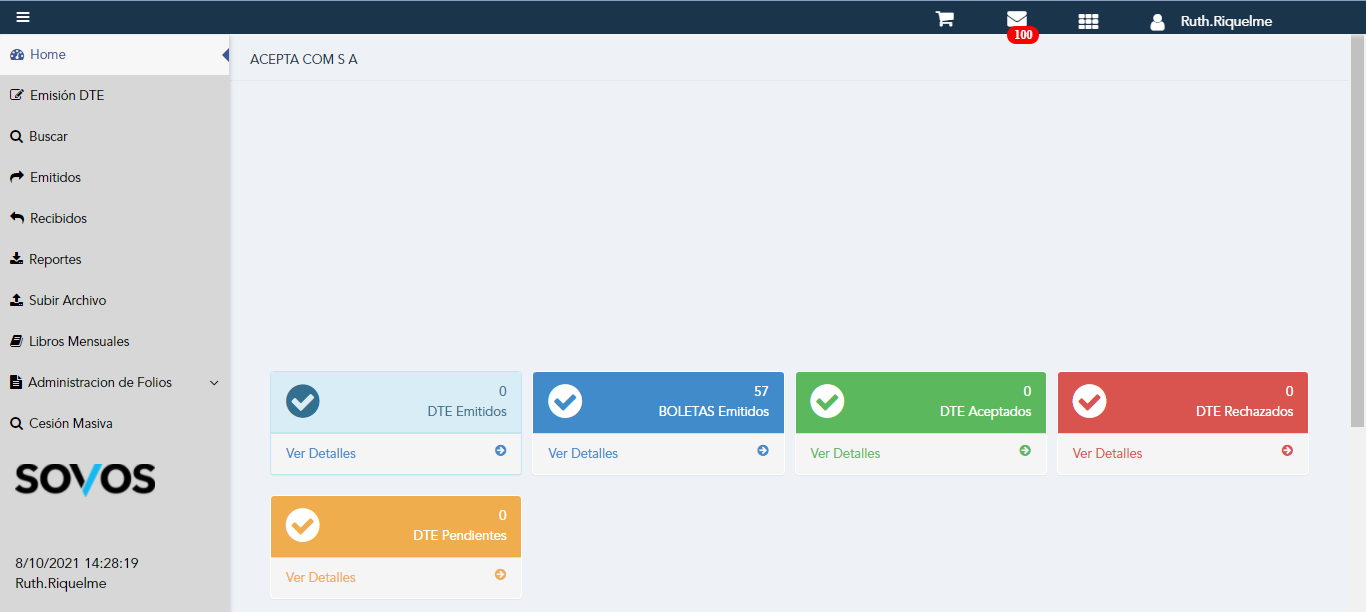 Ruth.Riquelme
100
Home
Emisión DTE
Buscar
Emitidos
Recibidos
Reportes
Subir Archivo
Libros Mensuales
Administracion de Folios
Cesión Masiva
SOVOS
8/10/2021 14:28:19
Ruth.Riquelme
ACEPTA COM S A
0
DTE Emitidos
Ver Detalles
57
BOLETAS Emitidos
Ver Detalles
0
DTE Aceptados
Ver Detalles
0
DTE Rechazados
Ver Detalles
0
DTE Pendientes
Ver Detalles